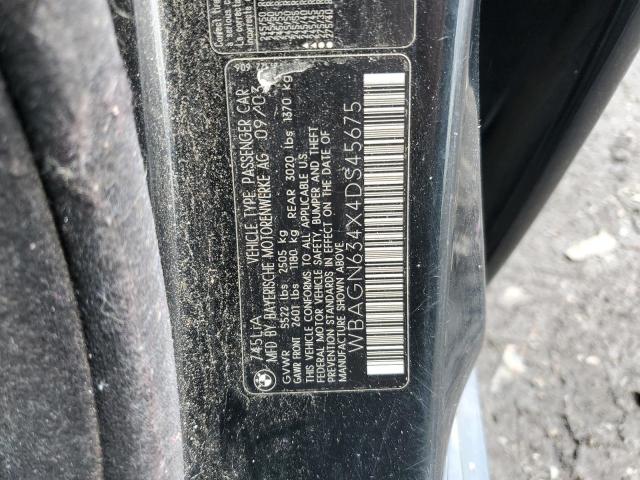 745LiA VEHICLE TYPE PASSENGER CAR
MFD BY BAYERISCHE MOTORENWERKE AG 09/03
GVWR 5522 lbs 2505 kg
GAWR FRONT 2601 lbs 1180 kg REAR 3020 lbs 1370 kg
THIS VEHICLE CONFORMS TO ALL APPLICABLE U.S.
FEDERAL MOTOR VEHICLE SAFETY, BUMPER AND THEFT
PREVENTION STANDARDS IN EFFECT ON THE DATE OF
MANUFACTURE SHOWN ABOVE.
WBAGN634X4DS45675